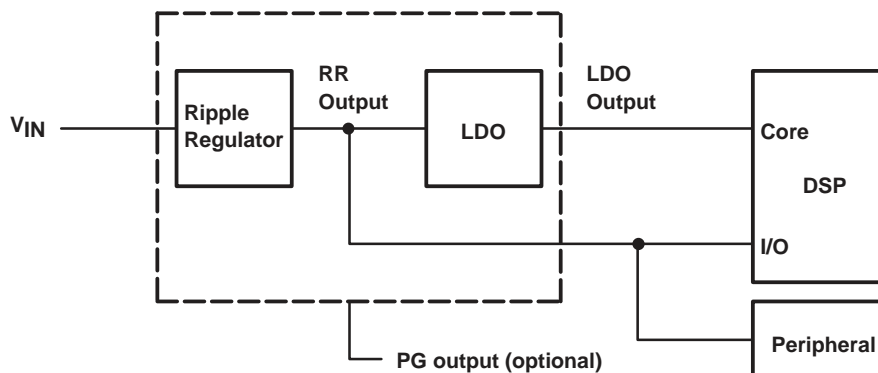 RR
Output
LDO
Output
VIN
Ripple
Regulator
LDO
Core
DSP
I/O
PG output (optional)
Peripheral